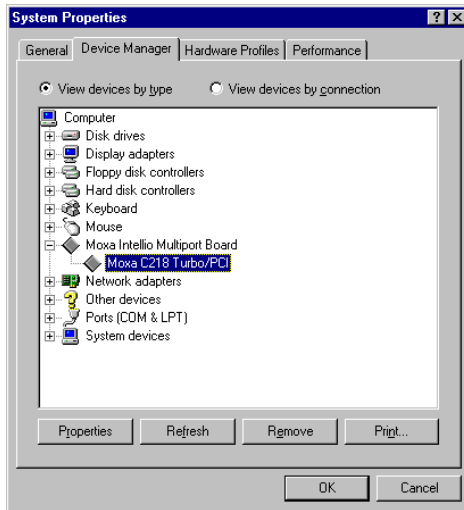 System Properties
General Device Manager Hardware Profiles Performance
View devices by type View devices by connection
Computer
Disk drives
Display adapters
Floppy disk controllers
Hard disk controllers
Keyboard
Mouse
Moxa Intellio Multiport Board
Moxa C218 Turbo/PCI
Network adapters
Other devices
Ports (COM & LPT)
System devices
Properties Refresh Remove Print...
OK Cancel